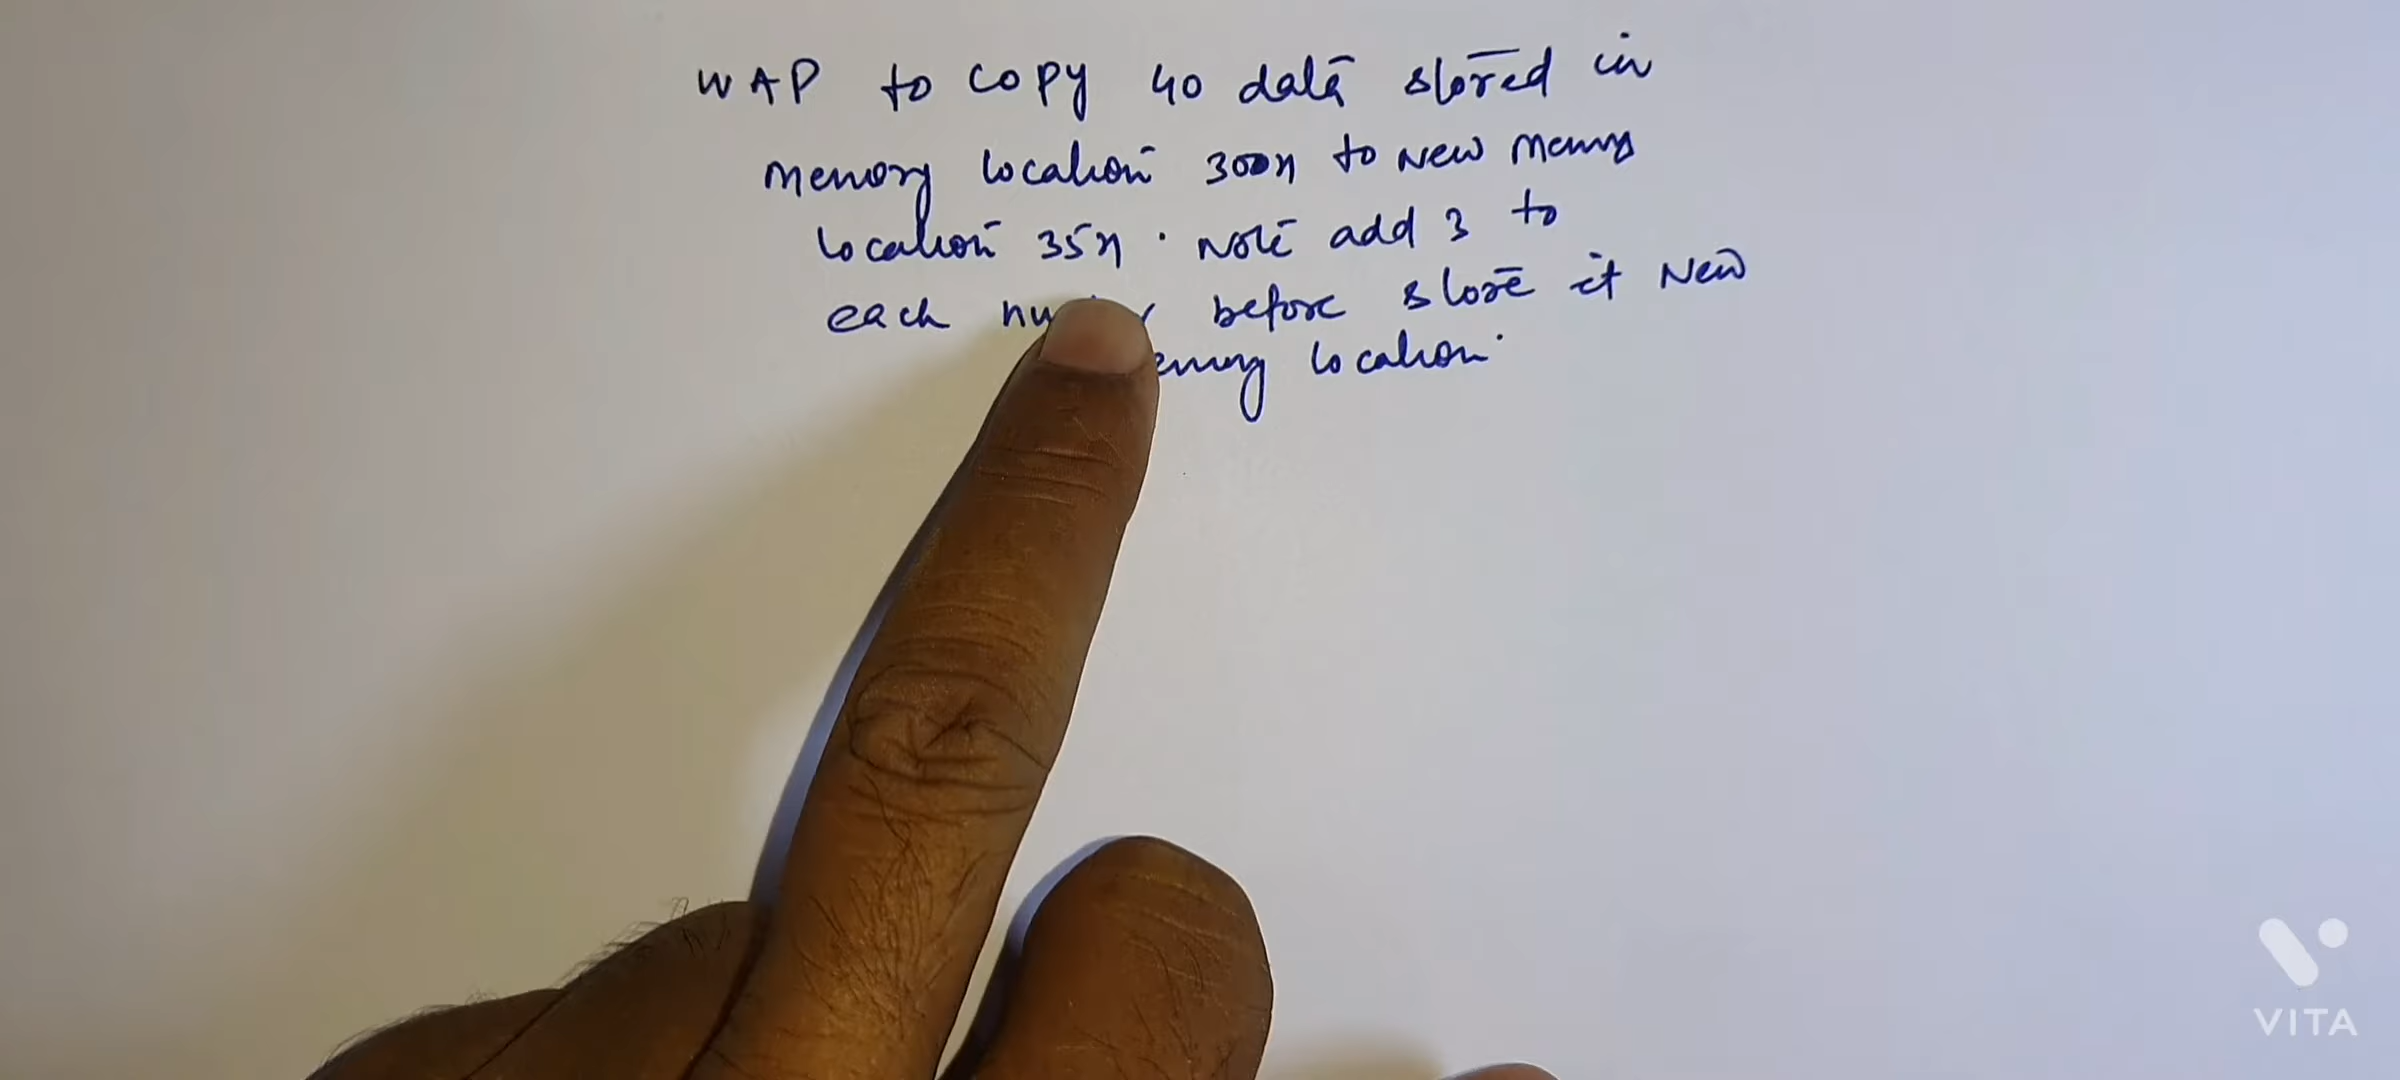 WAP to copy 40 data stored in
memory location 300H to New memory
location 35H . Note add 3 to
each before store it New
location.
VITA